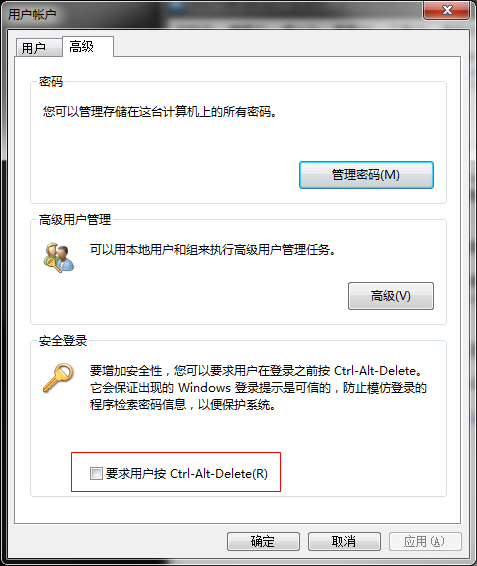 用户帐户
用户
高级
密码
您可以管理存储在这台计算机上的所有密码。
管理密码(M)
高级用户管理
可以用本地用户和组来执行高级用户管理任务。
高级(V)
安全登录
要增加安全性，您可以要求用户在登录之前按 Ctrl-Alt-Delete。
它会保证出现的 Windows 登录提示是可信的，防止模仿登录的
程序检索密码信息，以便保护系统。
要求用户按 Ctrl-Alt-Delete(R)
确定
取消
应用(A)